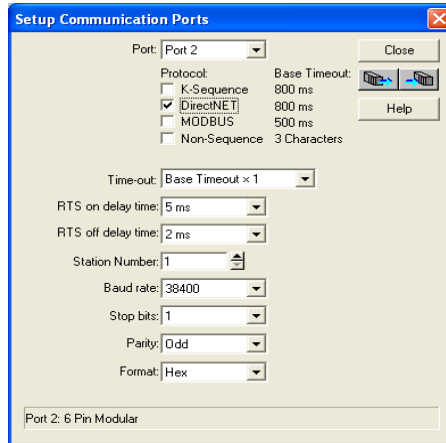 Setup Communication Ports
Port: Port 2
Close
Protocol: Base Timeout:
K-Sequence 800 ms
DirectNET 800 ms
MODBUS 500 ms
Non-Sequence 3 Characters
Help
Time-out: Base Timeout × 1
RTS on delay time: 5 ms
RTS off delay time: 2 ms
Station Number: 1
Baud rate: 38400
Stop bits: 1
Parity: Odd
Format: Hex
Port 2: 6 Pin Modular